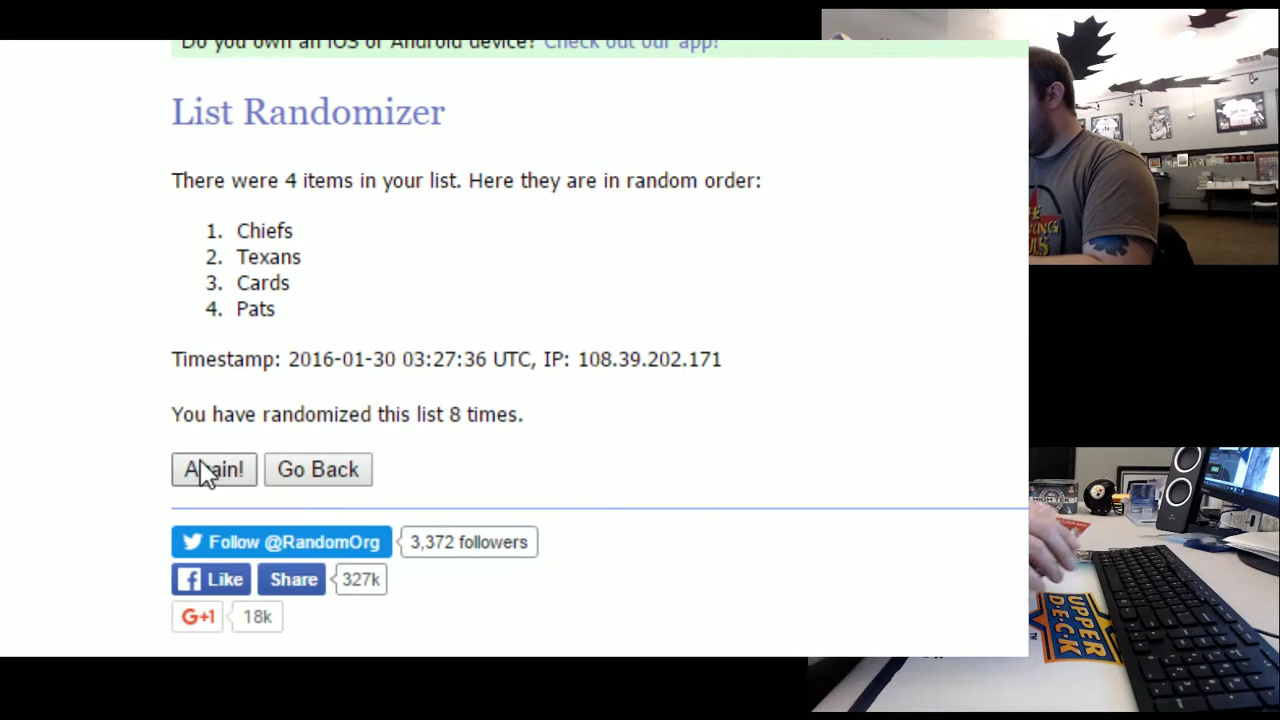 Do you own an iOS or Android device? Check out our app!
List Randomizer
There were 4 items in your list. Here they are in random order:
1. Chiefs
2. Texans
3. Cards
4. Pats
Timestamp: 2016-01-30 03:27:36 UTC, IP: 108.39.202.171
You have randomized this list 8 times.
Again! Go Back
Follow @RandomOrg 3,372 followers
Like Share 327k
G+1 18k
UPPER
DECK